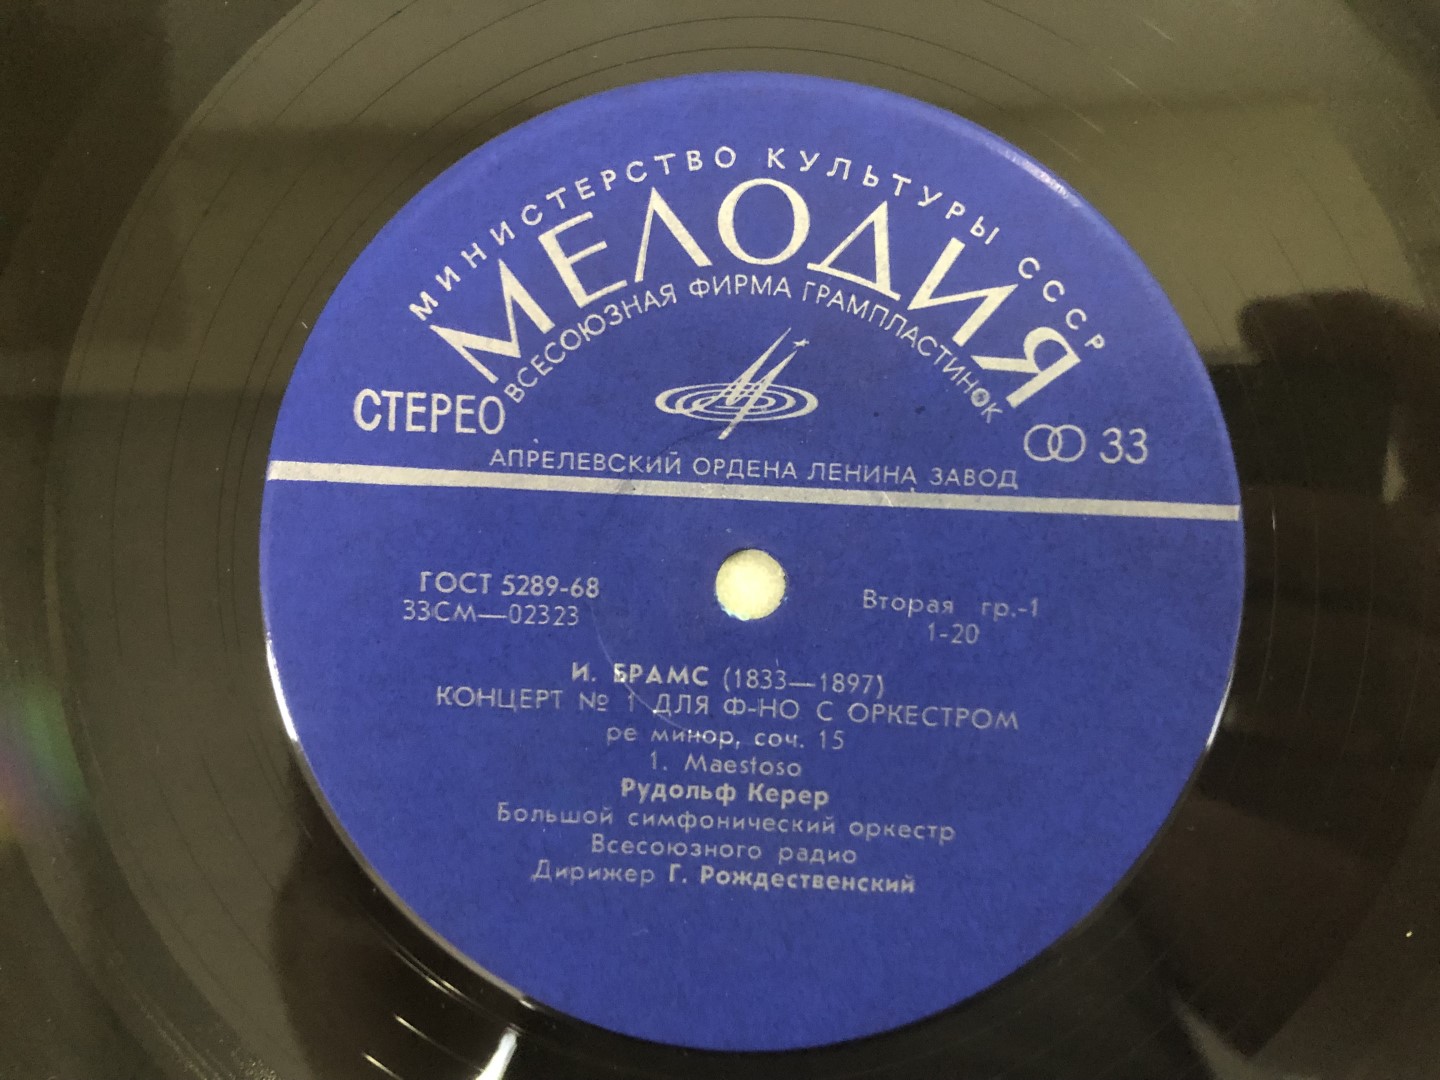 МИНИСТЕРСТВО КУЛЬТУРЫ СССР
МЕЛОДИЯ
ВСЕСОЮЗНАЯ ФИРМА ГРАМПЛАСТИНОК
СТЕРЕО
33
АПРЕЛЕВСКИЙ ОРДЕНА ЛЕНИНА ЗАВОД
ГОСТ 5289-68
33СМ—02323
Вторая гр.-1
1-20
И. БРАМС (1833—1897)
КОНЦЕРТ № 1 ДЛЯ Ф-НО С ОРКЕСТРОМ
ре минор, соч. 15
1. Maestoso
Рудольф Керер
Большой симфонический оркестр
Всесоюзного радио
Дирижер Г. Рождественский